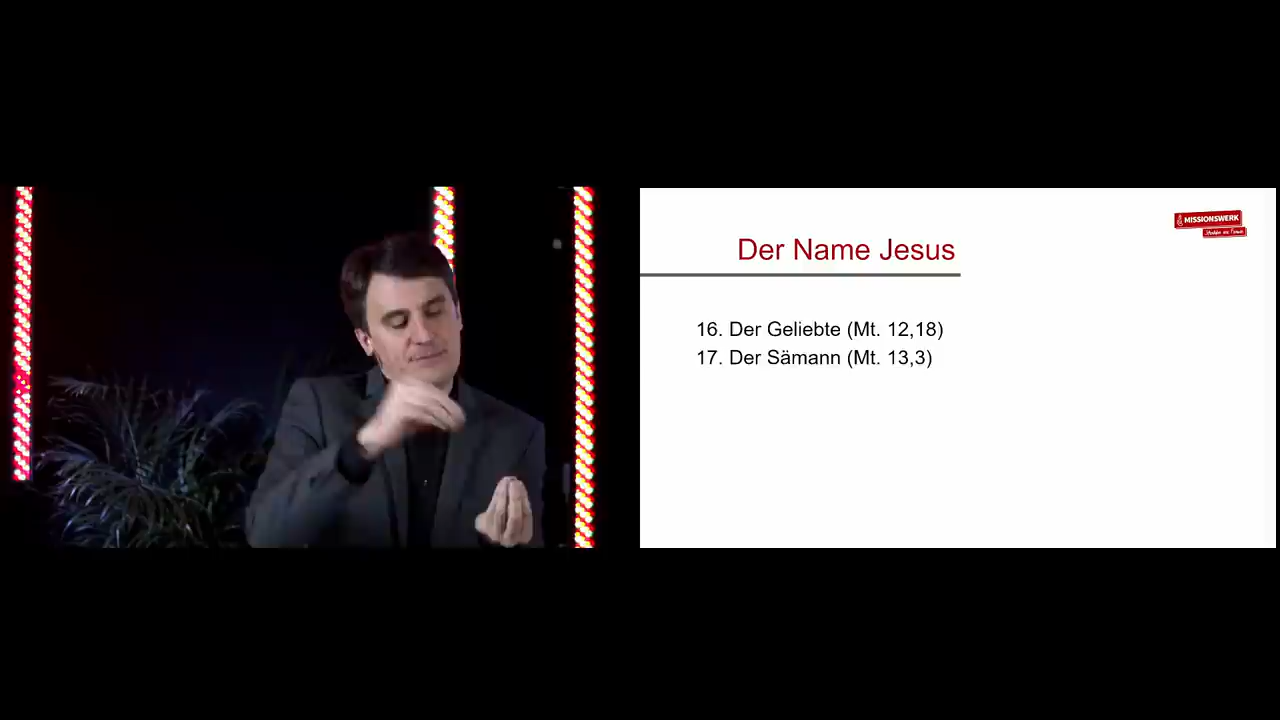 MISSIONSWERK
Der Name Jesus
16. Der Geliebte (Mt. 12,18)
17. Der Sämann (Mt. 13,3)